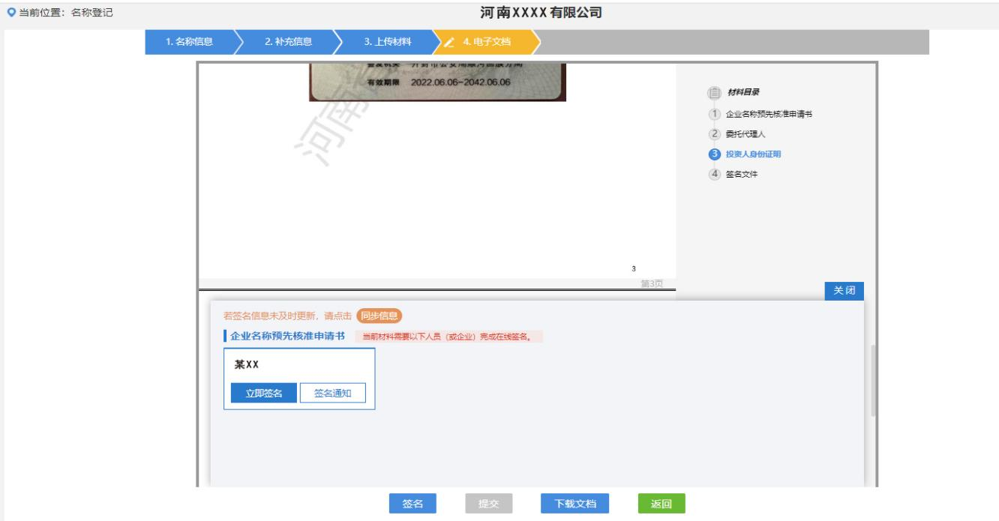 当前位置：名称登记
河南XXXX有限公司
1. 名称信息
2. 补充信息
3. 上传材料
4. 电子文档
签发机关 开封市公安局顺河回族分局
有效期限 2022.06.06-2042.06.06
河南
材料目录
1 企业名称预先核准申请书
2 委托代理人
3 投资人身份证明
4 签名文件
3
第3页
关闭
若签名信息未及时更新，请点击 同步信息
企业名称预先核准申请书 当前材料需要以下人员（或企业）完成在线签名。
某XX
立即签名 签名通知
签名 提交 下载文档 返回